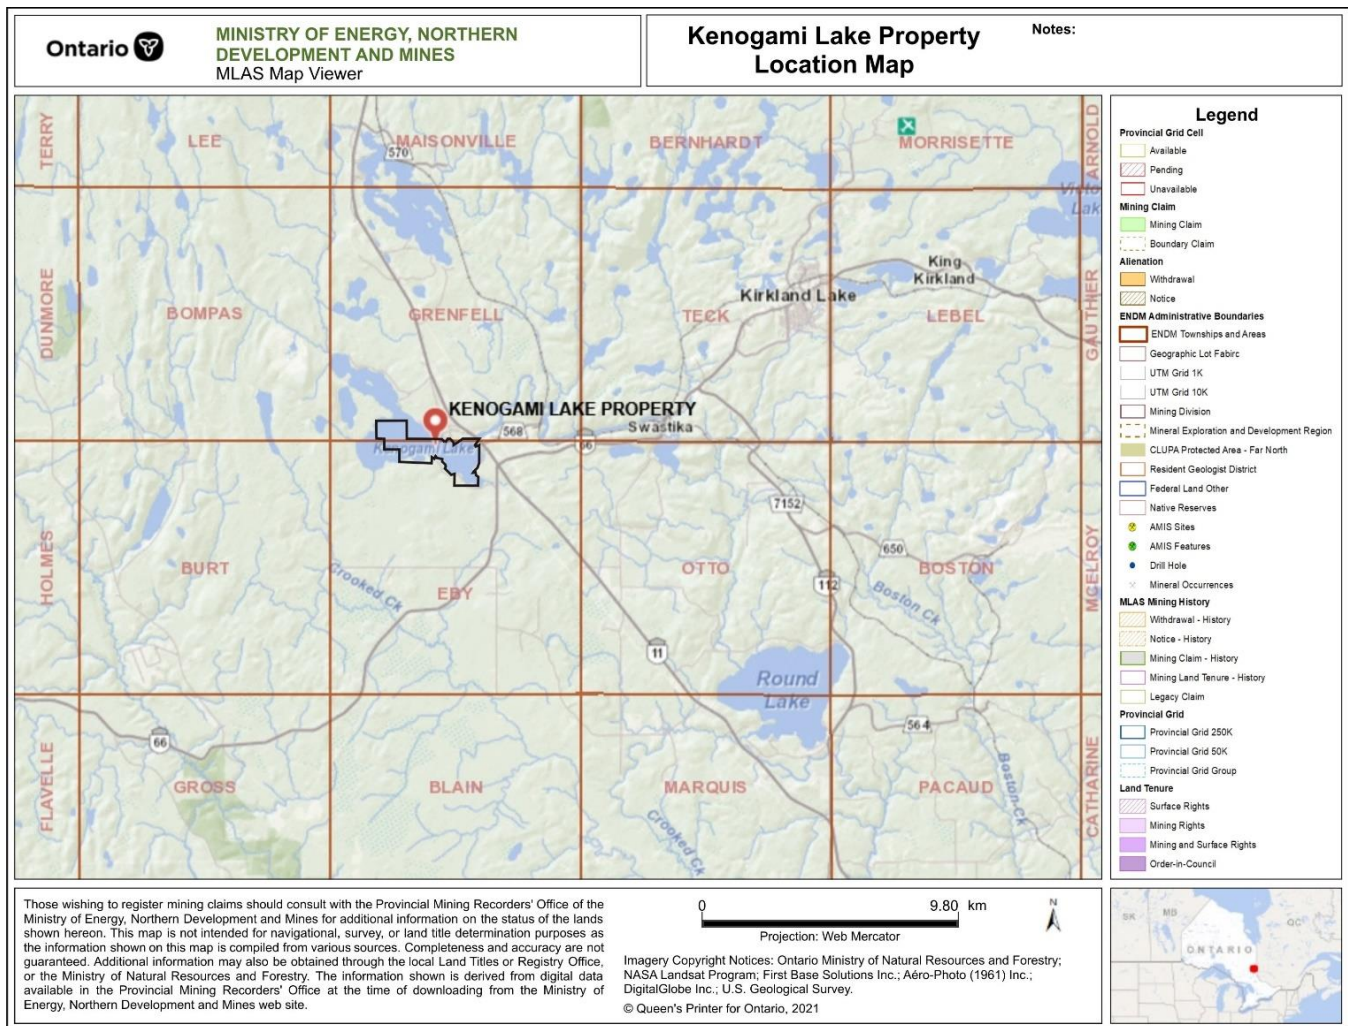 Ontario
MINISTRY OF ENERGY, NORTHERN
DEVELOPMENT AND MINES
MLAS Map Viewer
Kenogami Lake Property
Location Map
Notes:
TERRY
LEE
MAISONVILLE
570
BERNHARDT
MORRISETTE
ARNOLD
Lak
DUNMORE
BOMPAS
GRENFELL
TECK
Kirkland Lake
King
Kirkland
LEBEL
GAUTHIER
KENOGAMI LAKE PROPERTY
Kenogami Lake
568
66
Swastika
7152
HOLMES
BURT
Crooked Ck
EBY
OTTO
650
BOSTON
112
Boston Ck
MCELROY
11
Round
Lake
564
66
FLAVELLE
GROSS
BLAIN
MARQUIS
Crooked Ck
PACAUD
Boston Ck
CATHARINE
Legend
Provincial Grid Cell
Available
Pending
Unavailable
Mining Claim
Mining Claim
Boundary Claim
Alienation
Withdrawal
Notice
ENDM Administrative Boundaries
ENDM Townships and Areas
Geographic Lot Fabirc
UTM Grid 1K
UTM Grid 10K
Mining Division
Mineral Exploration and Development Region
CLUPA Protected Area - Far North
Resident Geologist District
Federal Land Other
Native Reserves
AMIS Sites
AMIS Features
Drill Hole
Mineral Occurrences
MLAS Mining History
Withdrawal - History
Notice - History
Mining Claim - History
Mining Land Tenure - History
Legacy Claim
Provincial Grid
Provincial Grid 250K
Provincial Grid 50K
Provincial Grid Group
Land Tenure
Surface Rights
Mining Rights
Mining and Surface Rights
Order-in-Council
Those wishing to register mining claims should consult with the Provincial Mining Recorders' Office of the
Ministry of Energy, Northern Development and Mines for additional information on the status of the lands
shown hereon. This map is not intended for navigational, survey, or land title determination purposes as
the information shown on this map is compiled from various sources. Completeness and accuracy are not
guaranteed. Additional information may also be obtained through the local Land Titles or Registry Office,
or the Ministry of Natural Resources and Forestry. The information shown is derived from digital data
available in the Provincial Mining Recorders' Office at the time of downloading from the Ministry of
Energy, Northern Development and Mines web site.
0 9.80 km
Projection: Web Mercator
N
Imagery Copyright Notices: Ontario Ministry of Natural Resources and Forestry;
NASA Landsat Program; First Base Solutions Inc.; Aéro-Photo (1961) Inc.;
DigitalGlobe Inc.; U.S. Geological Survey.
© Queen's Printer for Ontario, 2021
SK
MB
ONTARIO
QC